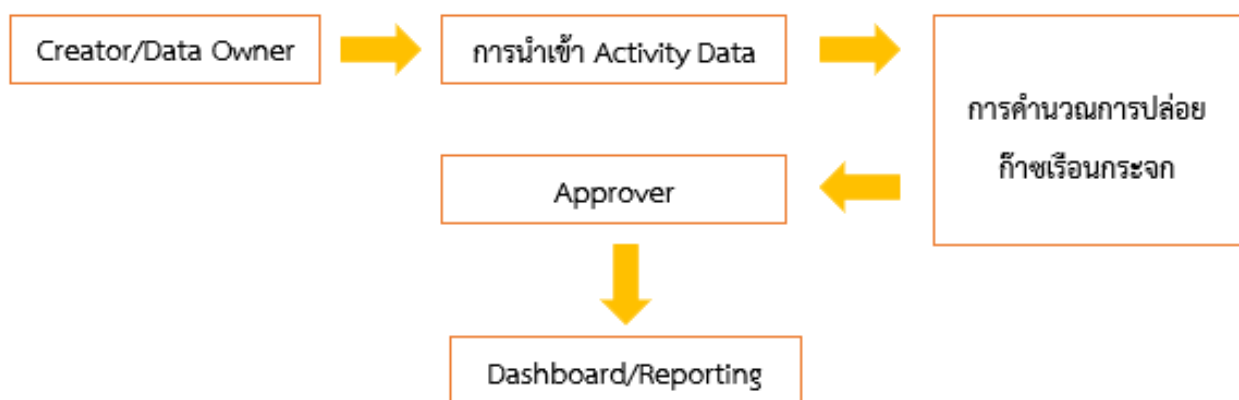 Creator/Data Owner
การนำเข้า Activity Data
การคำนวณการปล่อย
ก๊าซเรือนกระจก
Approver
Dashboard/Reporting